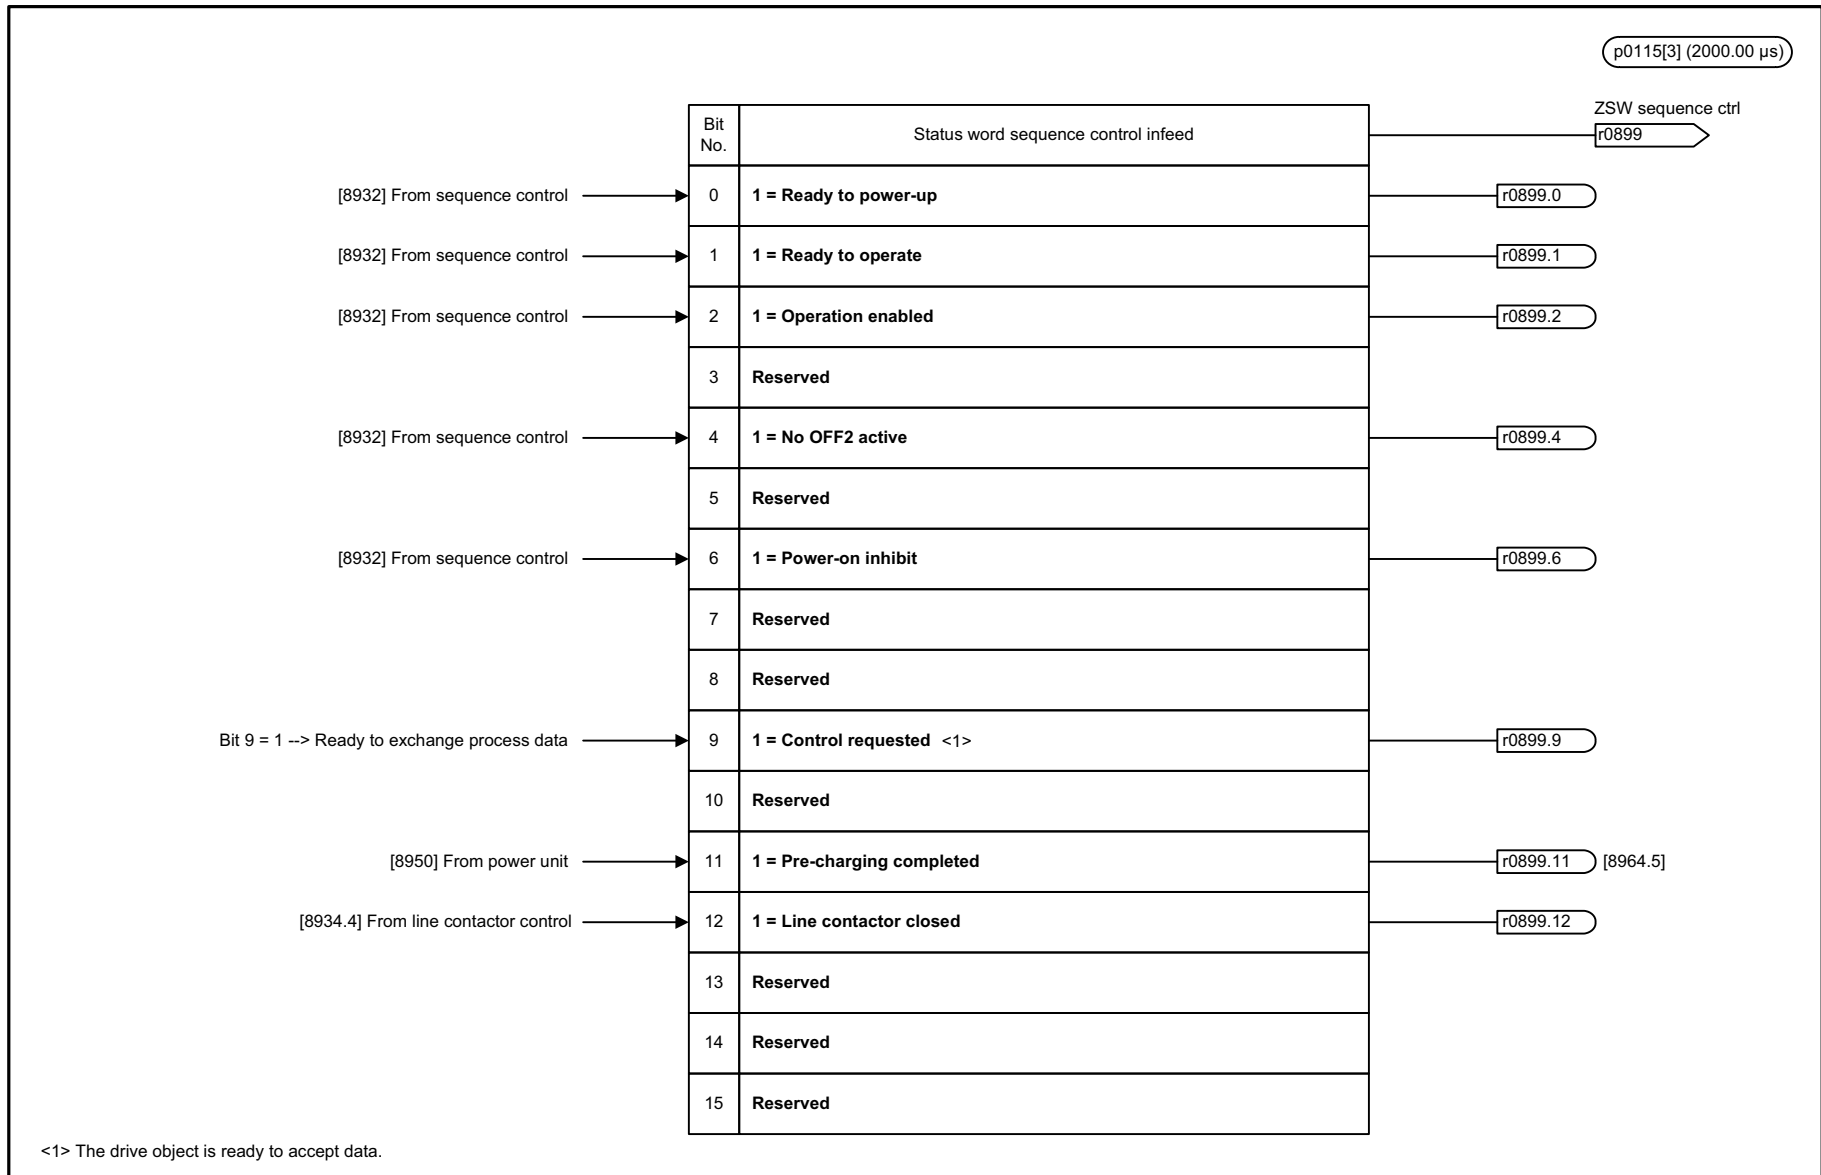 p0115[3] (2000.00 µs)
ZSW sequence ctrl
Bit No. Status word sequence control infeed r0899
[8932] From sequence control 0 1 = Ready to power-up r0899.0
[8932] From sequence control 1 1 = Ready to operate r0899.1
[8932] From sequence control 2 1 = Operation enabled r0899.2
3 Reserved
[8932] From sequence control 4 1 = No OFF2 active r0899.4
5 Reserved
[8932] From sequence control 6 1 = Power-on inhibit r0899.6
7 Reserved
8 Reserved
Bit 9 = 1 --> Ready to exchange process data 9 1 = Control requested <1> r0899.9
10 Reserved
[8950] From power unit 11 1 = Pre-charging completed r0899.11 [8964.5]
[8934.4] From line contactor control 12 1 = Line contactor closed r0899.12
13 Reserved
14 Reserved
15 Reserved
<1> The drive object is ready to accept data.